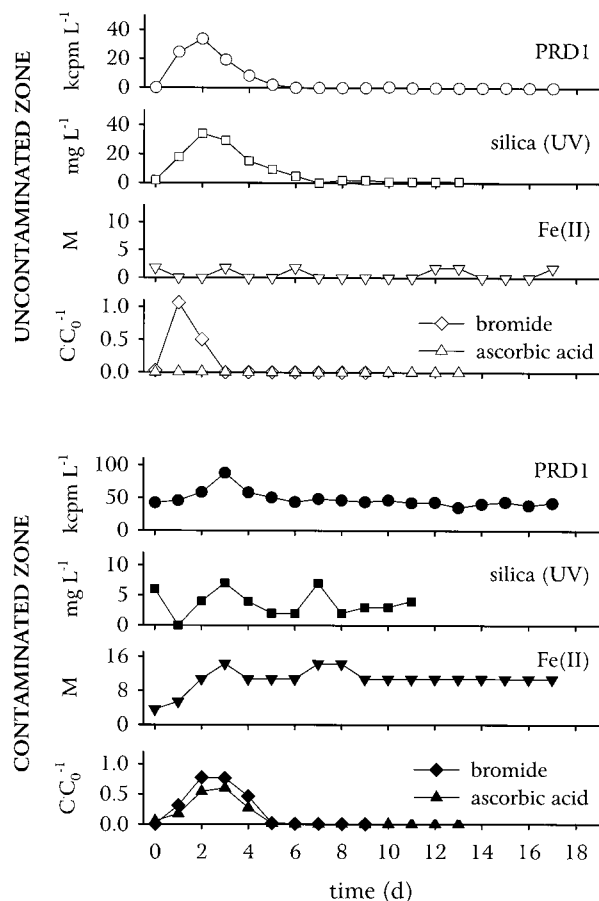 UNCONTAMINATED ZONE
kcpm L-1
40
20
0
PRD1
mg L-1
40
20
0
silica (UV)
M
10
5
0
Fe(II)
C·C0-1
1.0
0.5
0.0
bromide
ascorbic acid
CONTAMINATED ZONE
kcpm L-1
100
50
0
PRD1
mg L-1
10
5
0
silica (UV)
M
16
8
0
Fe(II)
C·C0-1
1.0
0.5
0.0
bromide
ascorbic acid
0 2 4 6 8 10 12 14 16 18
time (d)